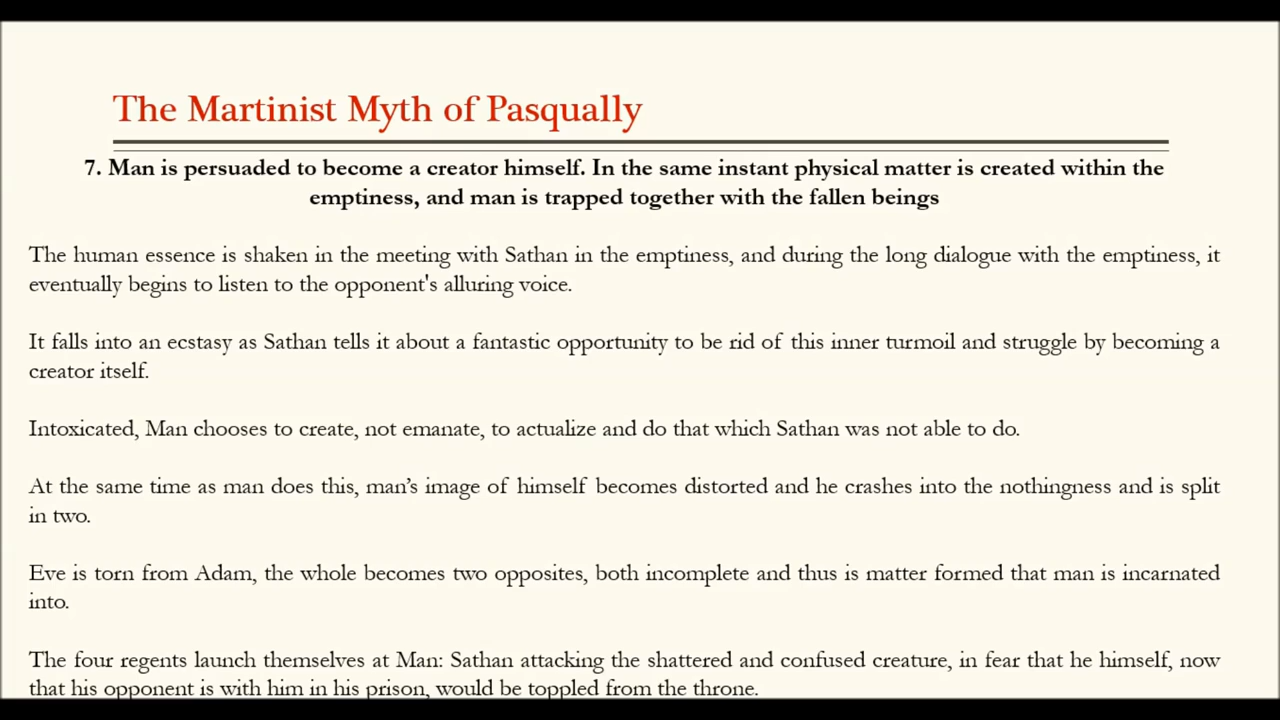 The Martinist Myth of Pasqually
7. Man is persuaded to become a creator himself. In the same instant physical matter is created within the
emptiness, and man is trapped together with the fallen beings
The human essence is shaken in the meeting with Sathan in the emptiness, and during the long dialogue with the emptiness, it
eventually begins to listen to the opponent's alluring voice.
It falls into an ecstasy as Sathan tells it about a fantastic opportunity to be rid of this inner turmoil and struggle by becoming a
creator itself.
Intoxicated, Man chooses to create, not emanate, to actualize and do that which Sathan was not able to do.
At the same time as man does this, man’s image of himself becomes distorted and he crashes into the nothingness and is split
in two.
Eve is torn from Adam, the whole becomes two opposites, both incomplete and thus is matter formed that man is incarnated
into.
The four regents launch themselves at Man: Sathan attacking the shattered and confused creature, in fear that he himself, now
that his opponent is with him in his prison, would be toppled from the throne.